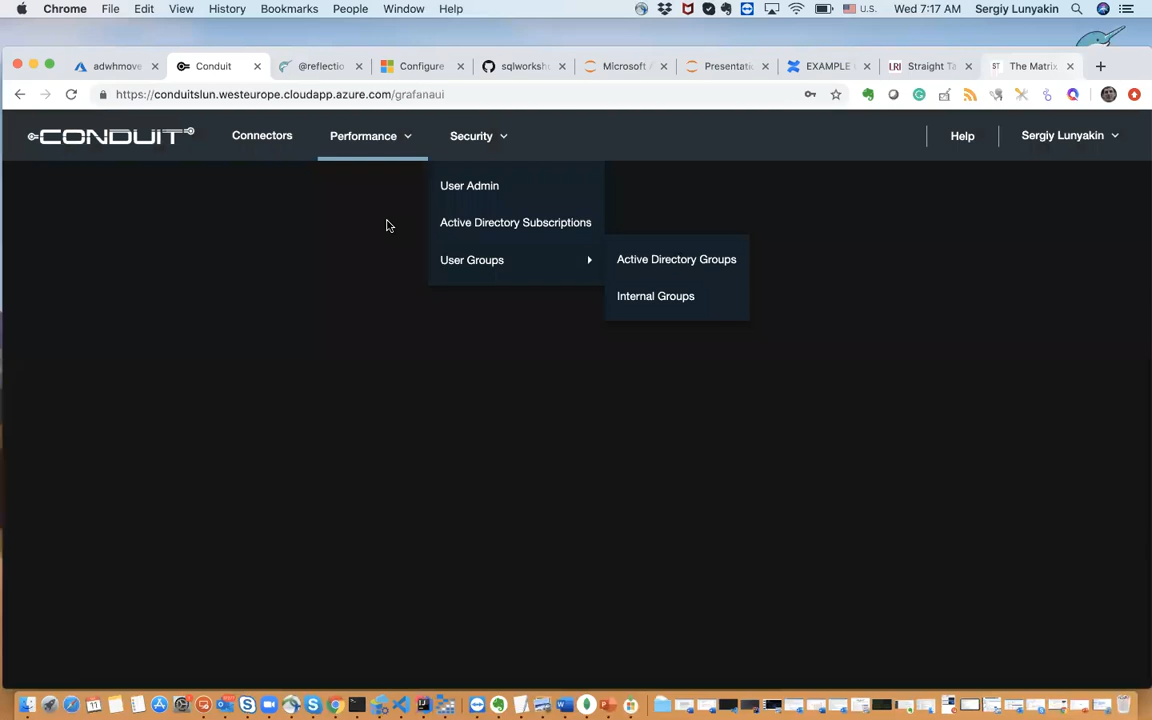 Chrome File Edit View History Bookmarks People Window Help U.S. Wed 7:17 AM Sergiy Lunyakin
adwhmove Conduit @reflectio Configure sqlworksh Microsoft Presentati EXAMPLE Straight Ta The Matrix
https://conduitslun.westeurope.cloudapp.azure.com/grafanaui
CONDUIT Connectors Performance Security Help Sergiy Lunyakin
User Admin
Active Directory Subscriptions
User Groups Active Directory Groups
Internal Groups